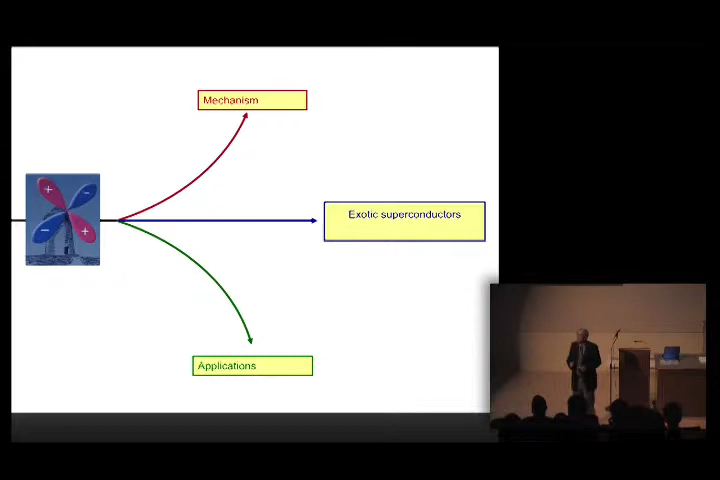 Mechanism
+
-
Exotic superconductors
-
+
Applications